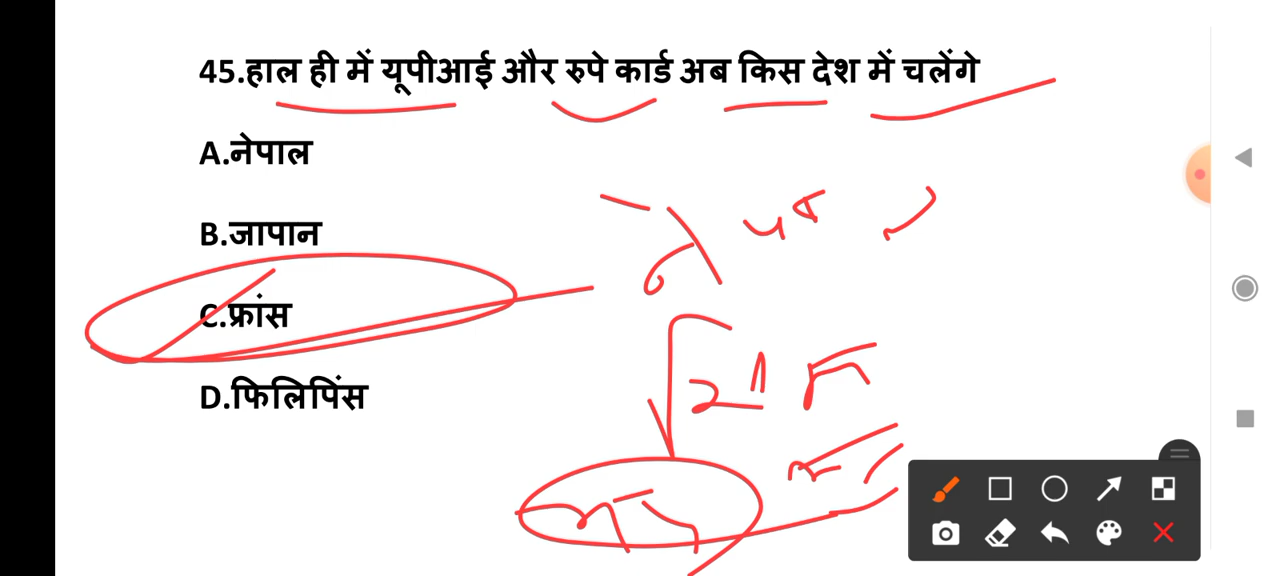 45.हाल ही में यूपीआई और रुपे कार्ड अब किस देश में चलेंगे
A.नेपाल
B.जापान
C.फ्रांस
D.फिलिपिंस